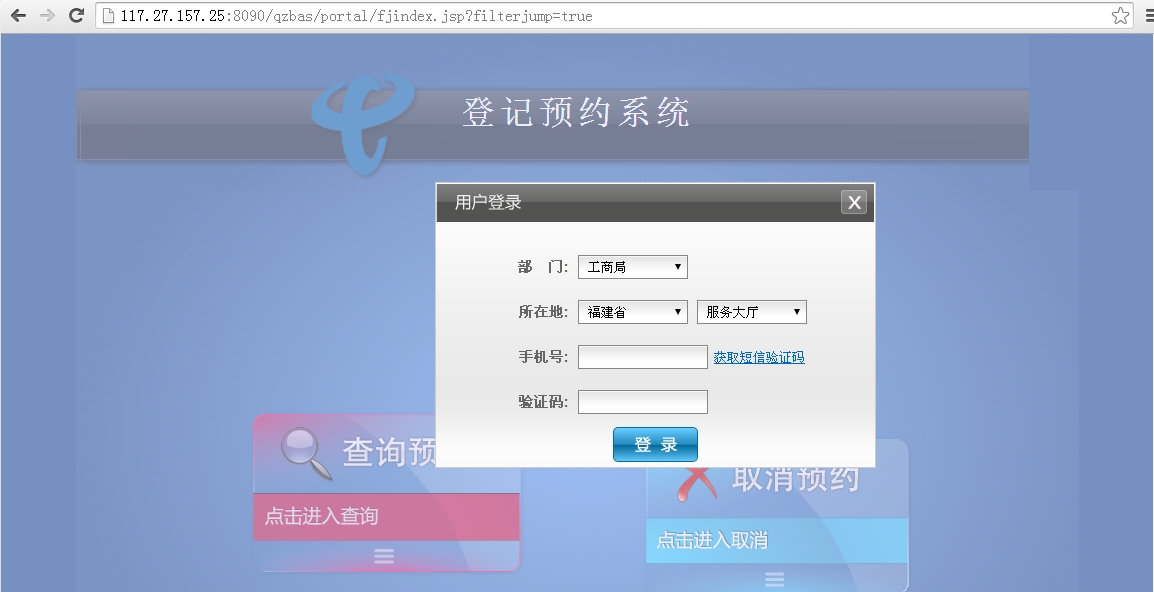 117.27.157.25:8090/qzbas/portal/fjindex.jsp?filterjump=true
登记预约系统
用户登录
X
部 门: 工商局
所在地: 福建省 服务大厅
手机号: 获取短信验证码
验证码:
登 录
查询预
点击进入查询
取消预约
点击进入取消